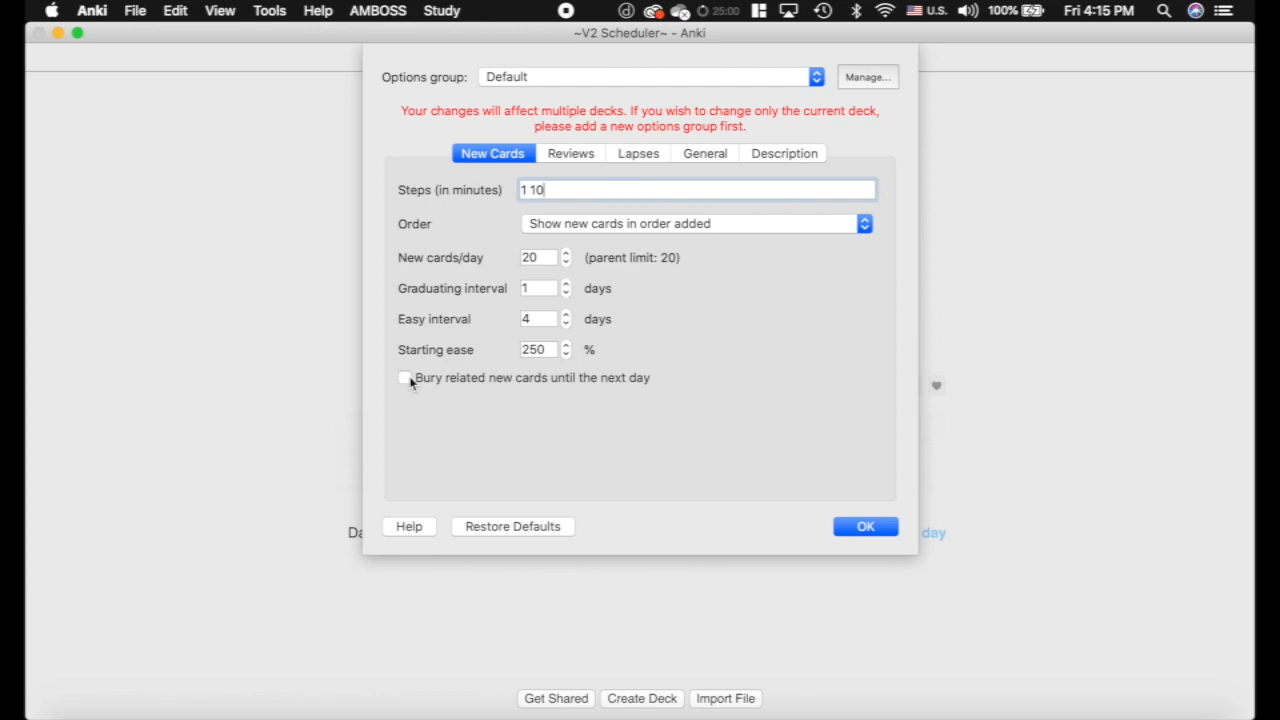 Anki File Edit View Tools Help AMBOSS Study 25:00 U.S. 100% Fri 4:15 PM
~V2 Scheduler~ - Anki
Options group: Default Manage...
Your changes will affect multiple decks. If you wish to change only the current deck,
please add a new options group first.
New Cards Reviews Lapses General Description
Steps (in minutes) 1 10
Order Show new cards in order added
New cards/day 20 (parent limit: 20)
Graduating interval 1 days
Easy interval 4 days
Starting ease 250 %
Bury related new cards until the next day
Help Restore Defaults OK
day
Get Shared Create Deck Import File